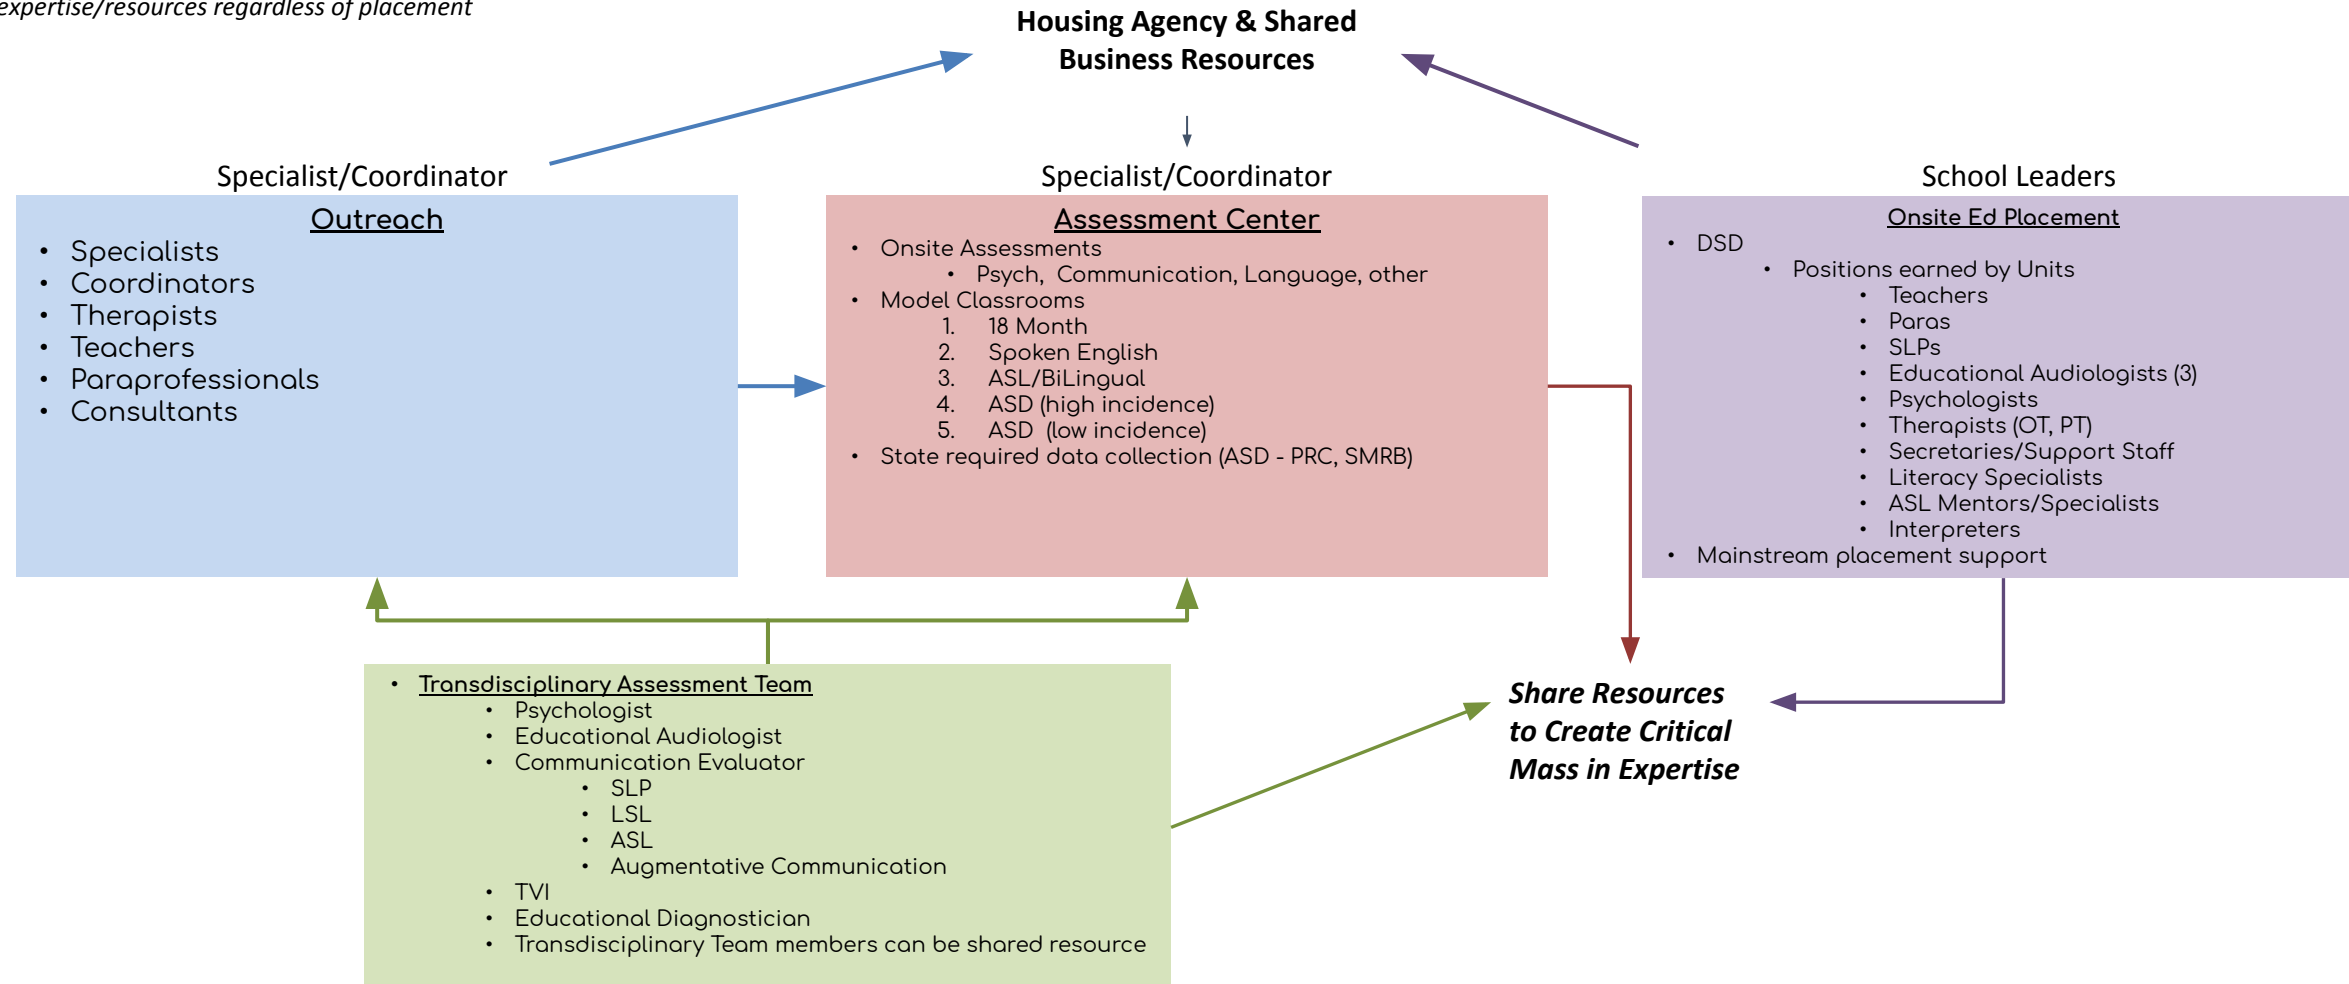 expertise/resources regardless of placement
Housing Agency & Shared
Business Resources
Specialist/Coordinator
Outreach
• Specialists
• Coordinators
• Therapists
• Teachers
• Paraprofessionals
• Consultants
Specialist/Coordinator
Assessment Center
• Onsite Assessments
• Psych, Communication, Language, other
• Model Classrooms
1. 18 Month
2. Spoken English
3. ASL/BiLingual
4. ASD (high incidence)
5. ASD (low incidence)
• State required data collection (ASD - PRC, SMRB)
School Leaders
Onsite Ed Placement
• DSD
• Positions earned by Units
• Teachers
• Paras
• SLPs
• Educational Audiologists (3)
• Psychologists
• Therapists (OT, PT)
• Secretaries/Support Staff
• Literacy Specialists
• ASL Mentors/Specialists
• Interpreters
• Mainstream placement support
• Transdisciplinary Assessment Team
• Psychologist
• Educational Audiologist
• Communication Evaluator
• SLP
• LSL
• ASL
• Augmentative Communication
• TVI
• Educational Diagnostician
• Transdisciplinary Team members can be shared resource
Share Resources
to Create Critical
Mass in Expertise